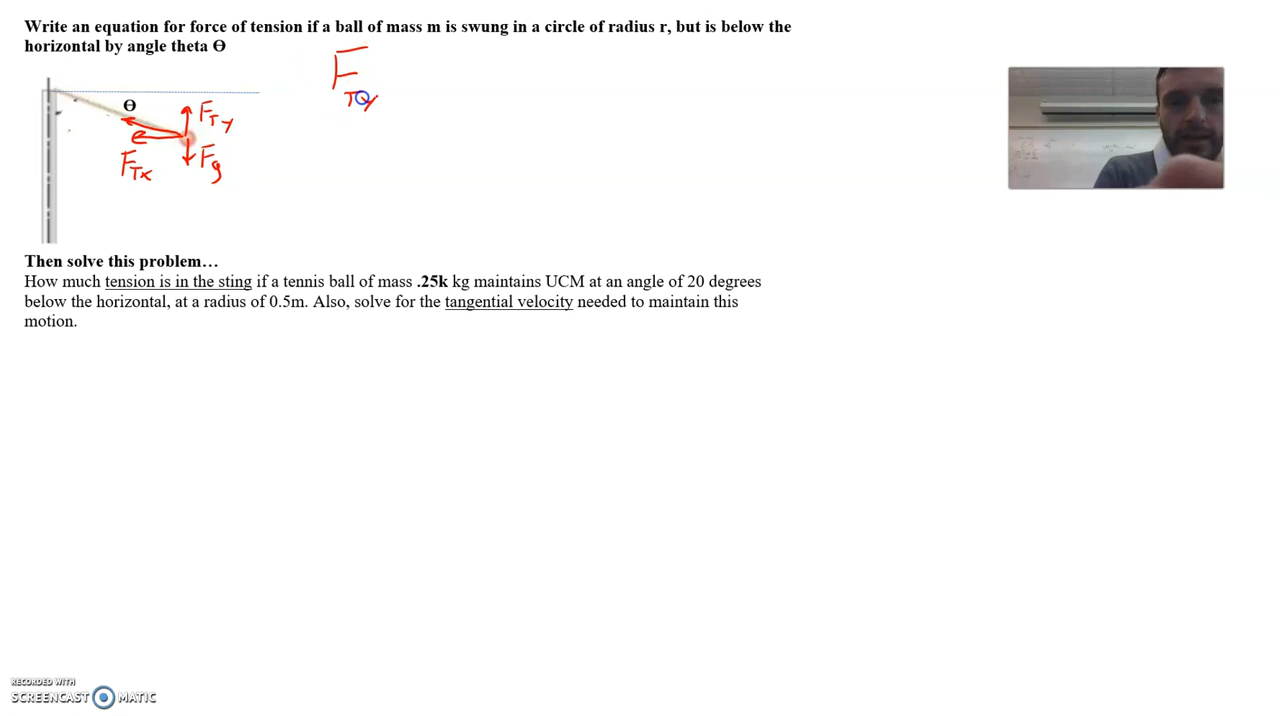 Write an equation for force of tension if a ball of mass m is swung in a circle of radius r, but is below the
horizontal by angle theta Ɵ
F
Ty
Ɵ
F Ty
F Tx
Fg
Then solve this problem…
How much tension is in the sting if a tennis ball of mass .25k kg maintains UCM at an angle of 20 degrees
below the horizontal, at a radius of 0.5m. Also, solve for the tangential velocity needed to maintain this
motion.
RECORDED WITH
SCREENCAST MATIC